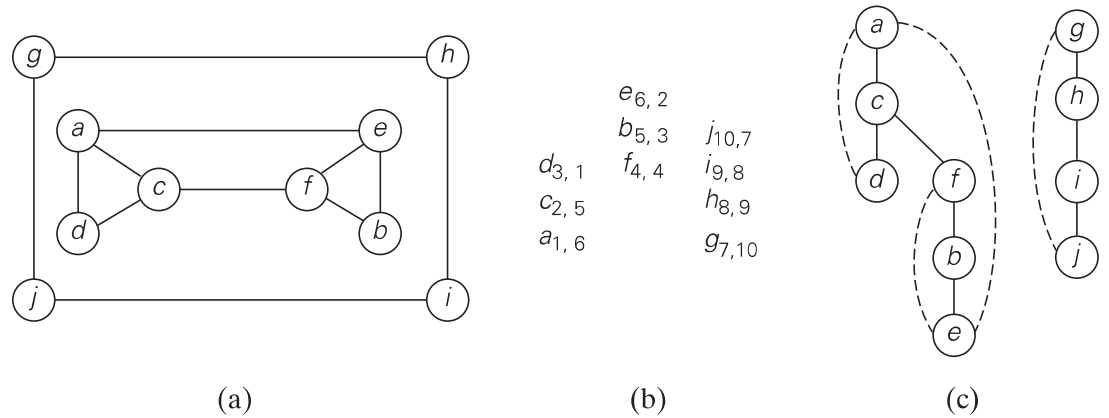 g h
a e
c f
d b
j i
(a)
e6, 2
b5, 3 j10,7
d3, 1 f4, 4 i9,8
c2, 5 h8,9
a1, 6 g7,10
(b)
a g
c h
d f i
b j
e
(c)